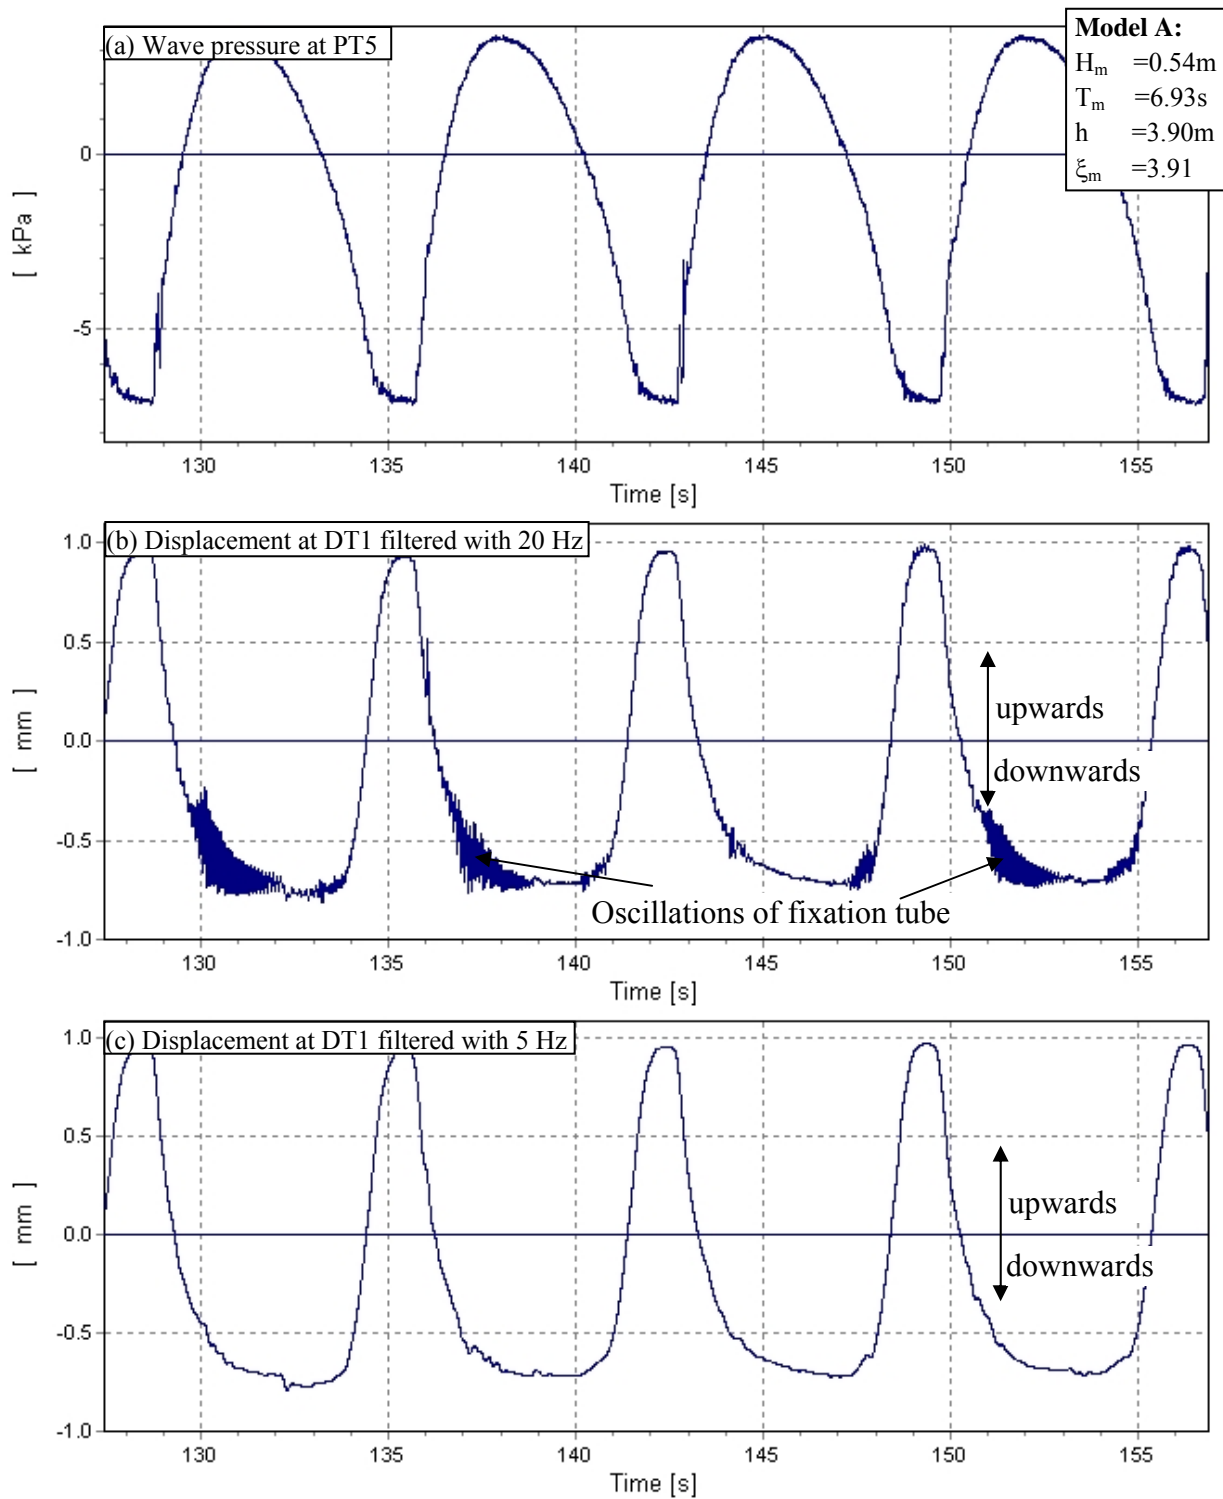 (a) Wave pressure at PT5
Model A:
Hm =0.54m
Tm =6.93s
h =3.90m
ξm =3.91
0
-5
[ kPa ]
130 135 140 145 150 155
Time [s]
(b) Displacement at DT1 filtered with 20 Hz
1.0
0.5
0.0
-0.5
-1.0
[ mm ]
upwards
downwards
Oscillations of fixation tube
130 135 140 145 150 155
Time [s]
(c) Displacement at DT1 filtered with 5 Hz
1.0
0.5
0.0
-0.5
-1.0
[ mm ]
upwards
downwards
130 135 140 145 150 155
Time [s]